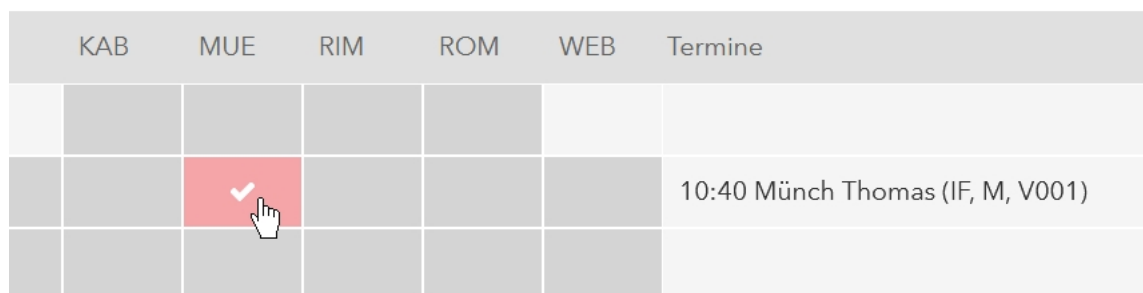 KAB MUE RIM ROM WEB Termine
10:40 Münch Thomas (IF, M, V001)